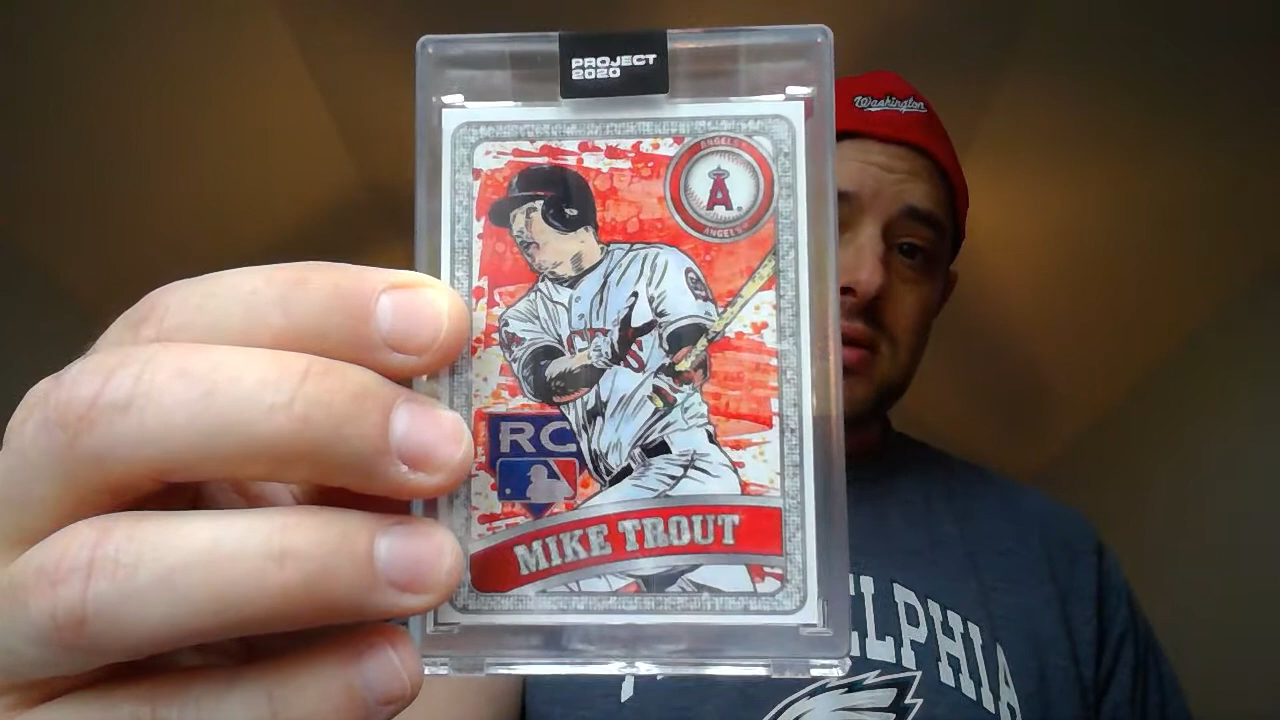 PROJECT
2020
Washington
ANGELS
A
ANGELS
RC
MIKE TROUT
ELPHIA